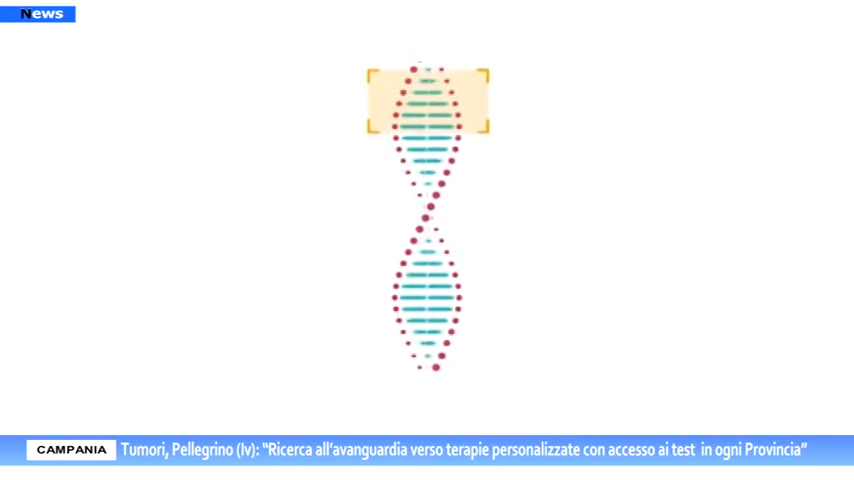 News
CAMPANIA Tumori, Pellegrino (Iv): “Ricerca all’avanguardia verso terapie personalizzate con accesso ai test in ogni Provincia”